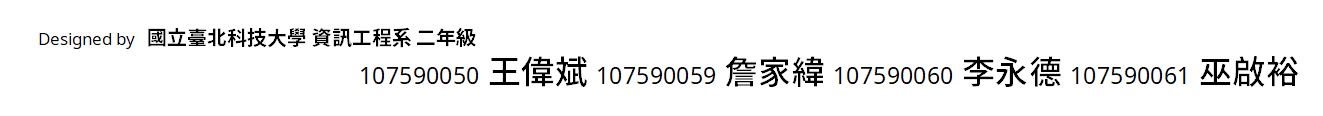 Designed by 國立臺北科技大學 資訊工程系 二年級
107590050 王偉斌 107590059 詹家緯 107590060 李永德 107590061 巫啟裕